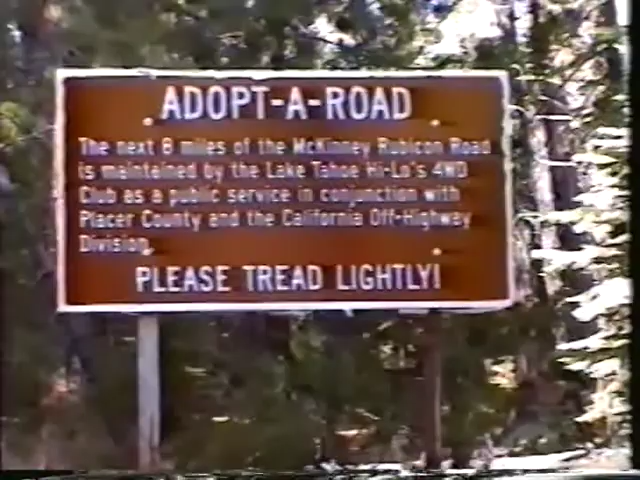 ADOPT-A-ROAD
The next 8 miles of the McKinney Rubicon Road
is maintained by the Lake Tahoe Hi-Lo's 4WD
Club as a public service in conjunction with
Placer County and the California Off-Highway
Division.
PLEASE TREAD LIGHTLY!